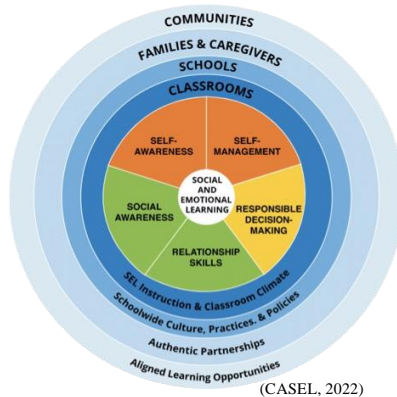 COMMUNITIES
FAMILIES & CAREGIVERS
SCHOOLS
CLASSROOMS
SELF-
AWARENESS
SELF-
MANAGEMENT
SOCIAL
AND
EMOTIONAL
LEARNING
SOCIAL
AWARENESS
RESPONSIBLE
DECISION-
MAKING
RELATIONSHIP
SKILLS
SEL Instruction & Classroom Climate
Schoolwide Culture, Practices, & Policies
Authentic Partnerships
Aligned Learning Opportunities
(CASEL, 2022)